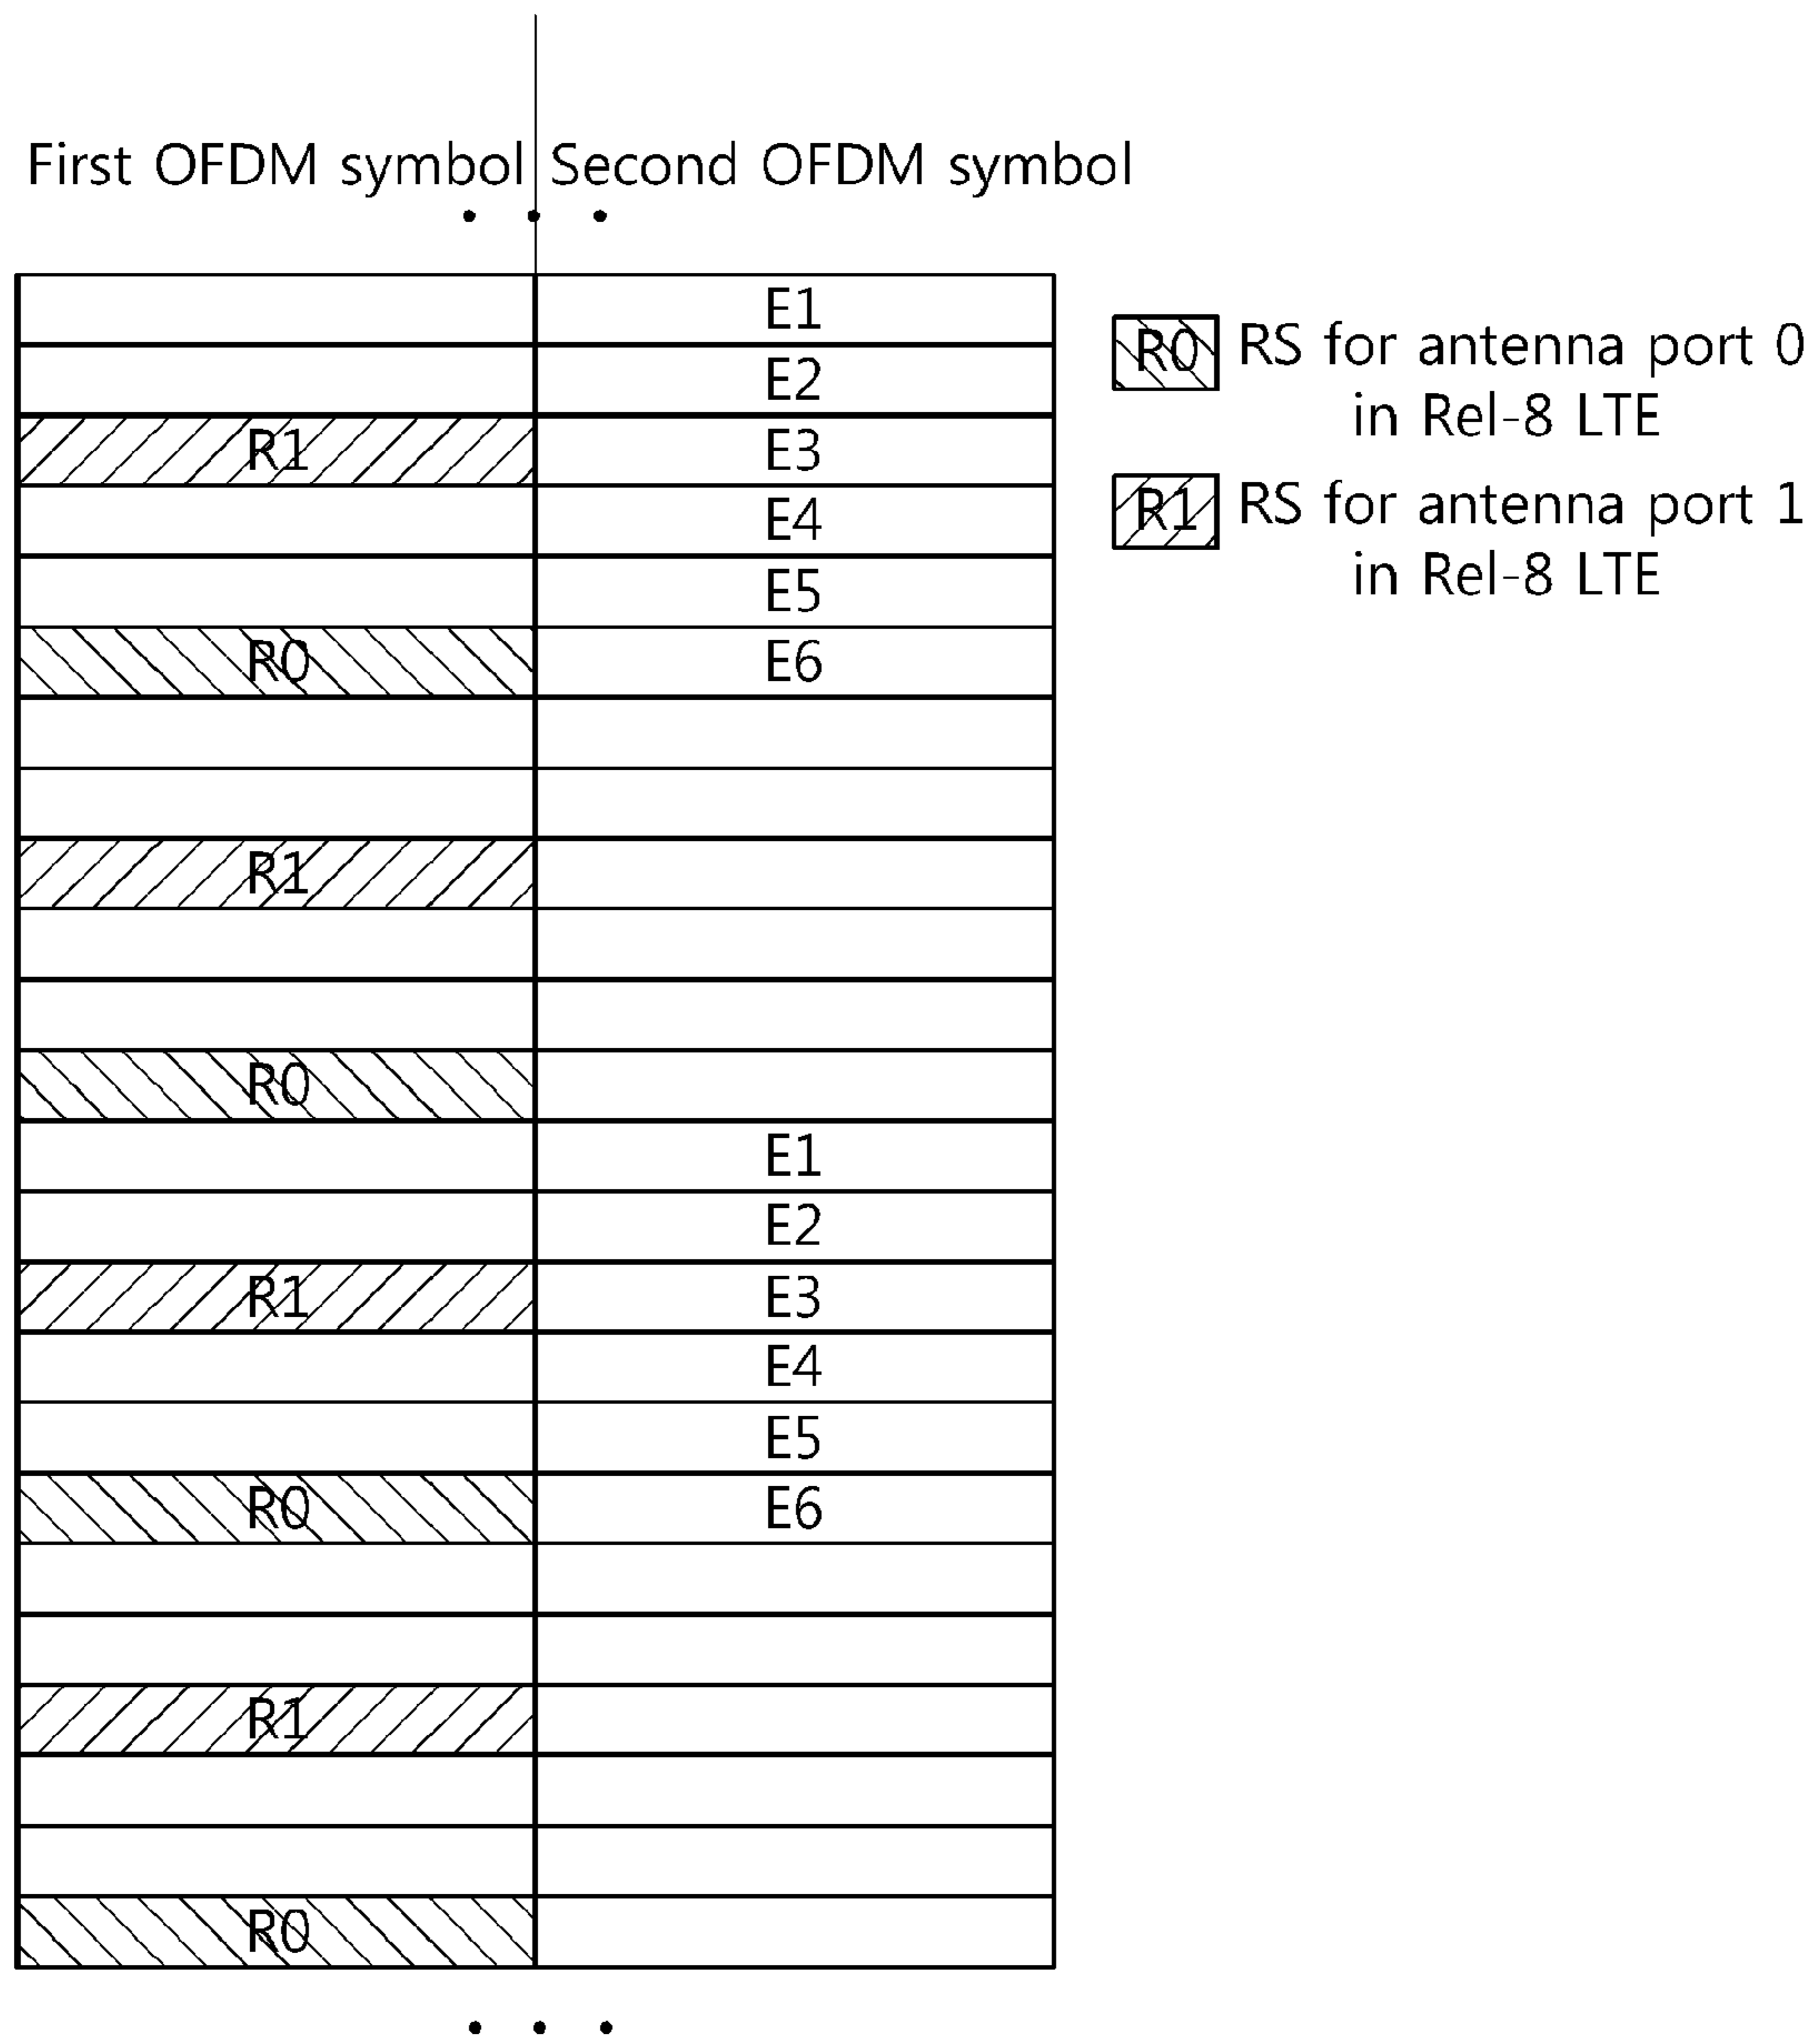 First OFDM symbol Second OFDM symbol
. . .
E1
E2
R1 E3
E4
E5
R0 E6
R1
R0
E1
E2
R1 E3
E4
E5
R0 E6
R1
R0
. . .
R0 RS for antenna port 0
in Rel-8 LTE
R1 RS for antenna port 1
in Rel-8 LTE